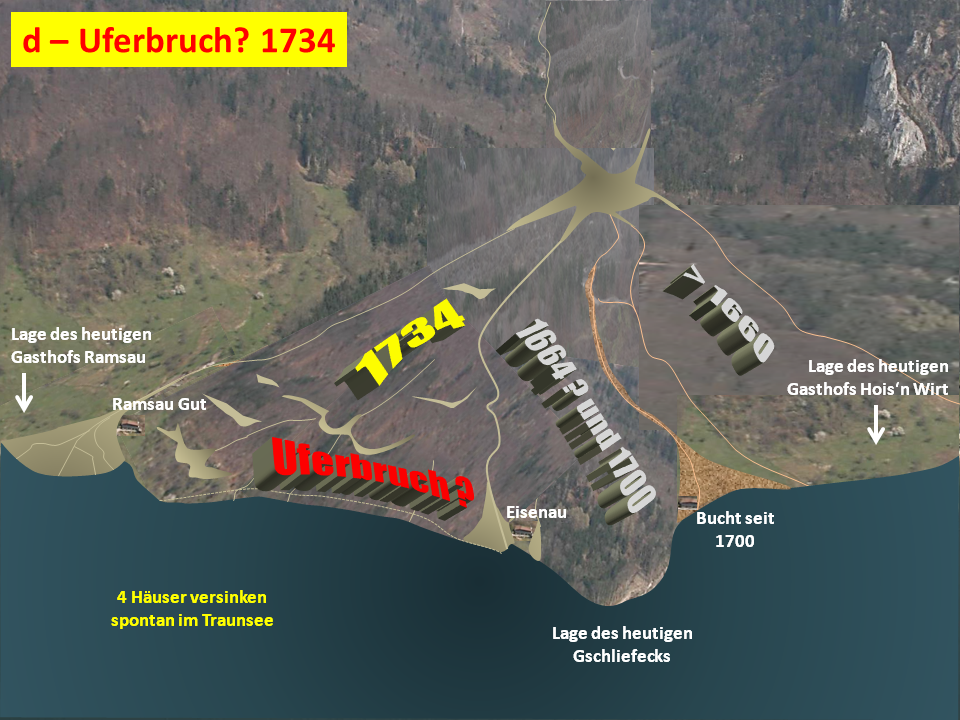 d – Uferbruch? 1734
1734
1664 ? und 1700
> 1660
Lage des heutigen
Gasthofs Ramsau
Ramsau Gut
Lage des heutigen
Gasthofs Hois‘n Wirt
Uferbruch ?
Eisenau
Bucht seit
1700
4 Häuser versinken
spontan im Traunsee
Lage des heutigen
Gschliefecks